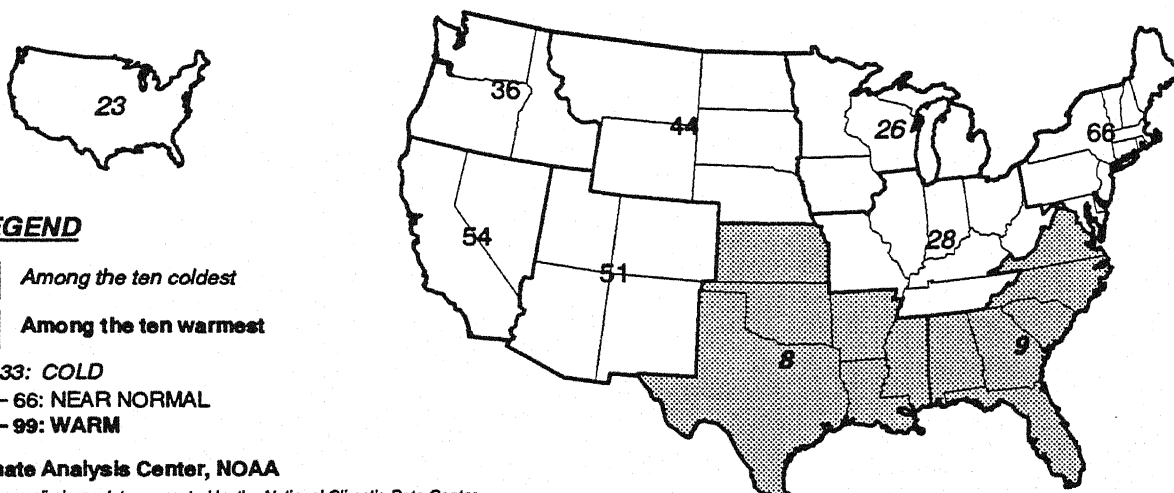 23
36
44
26
66
54
51
28
8
9
EGEND
Among the ten coldest
Among the ten warmest
33: COLD
– 66: NEAR NORMAL
– 99: WARM
nate Analysis Center, NOAA